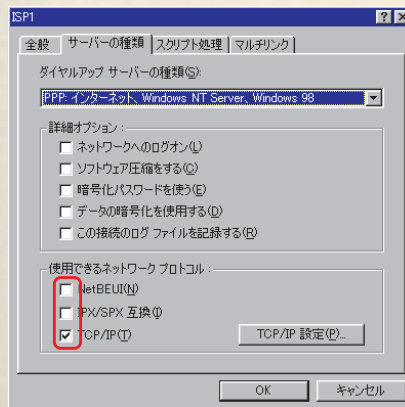 ISP1
全般 サーバーの種類 スクリプト処理 マルチリンク
ダイヤルアップ サーバーの種類(S):
PPP: インターネット、Windows NT Server、Windows 98
詳細オプション:
ネットワークへのログオン(L)
ソフトウェア圧縮をする(C)
暗号化パスワードを使う(E)
データの暗号化を使用する(D)
この接続のログ ファイルを記録する(R)
使用できるネットワーク プロトコル:
NetBEUI(N)
IPX/SPX 互換(I)
TCP/IP(T)
TCP/IP 設定(P)...
OK キャンセル